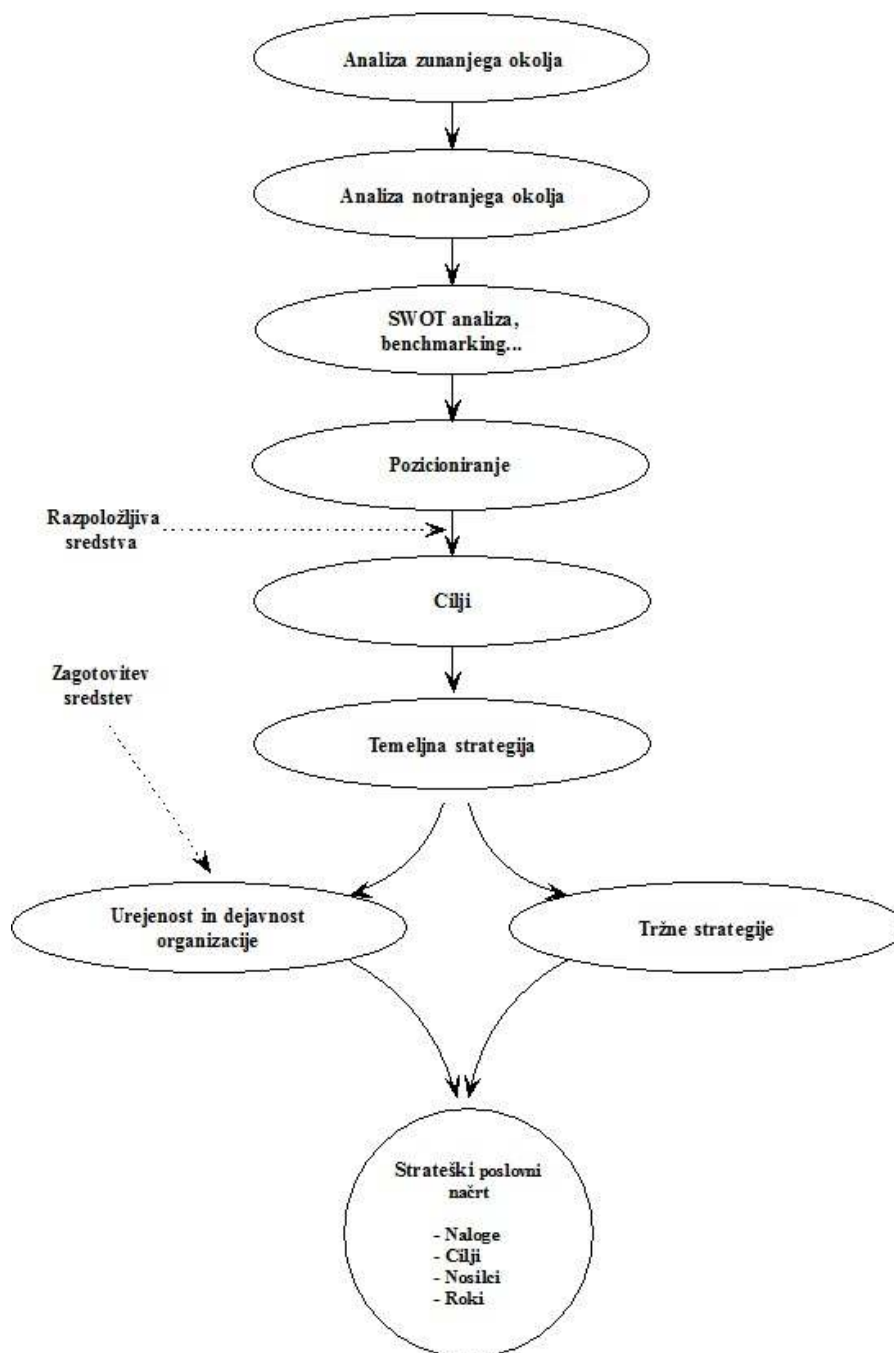 Analiza zunanjega okolja
Analiza notranjega okolja
SWOT analiza,
benchmarking...
Pozicioniranje
Razpoložljiva
sredstva
Cilji
Zagotovitev
sredstev
Temeljna strategija
Urejenost in dejavnost
organizacije
Tržne strategije
Strateški poslovni
načrt
- Naloge
- Cilji
- Nosilci
- Roki